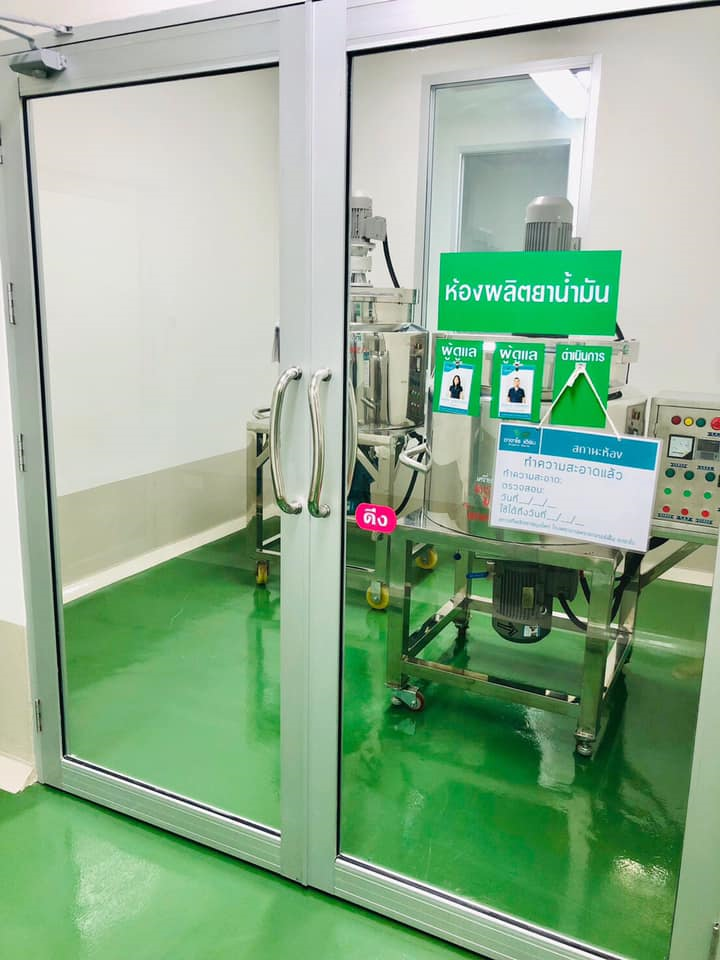 ห้องผลิตยาน้ำมัน
ผู้ดูแล
ผู้ดูแล
ดำเนินการ
สถานะห้อง
ทำความสะอาดแล้ว
ทำความสะอาด:
ตรวจสอบ:
วันที่__/__/__
ใช้ได้ถึงวันที่__/__/__
ดึง